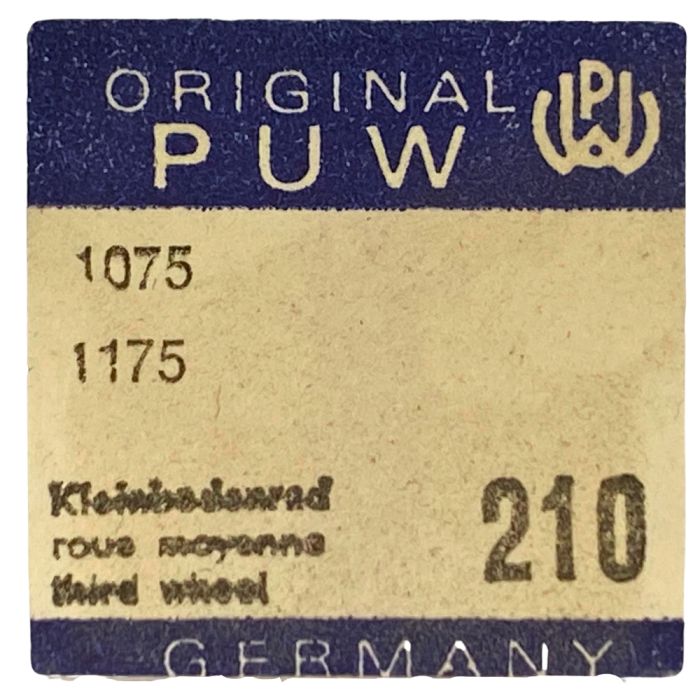 ORIGINAL
PUW
1075
1175
Kleinbodenrad
roue moyenne
third wheel
210
GERMANY